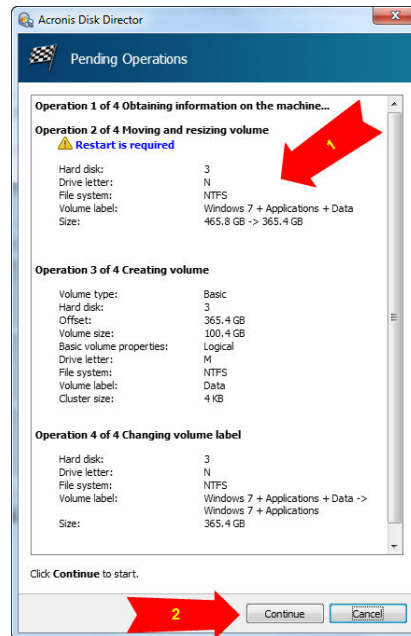 Acronis Disk Director
Pending Operations
Operation 1 of 4 Obtaining information on the machine...
Operation 2 of 4 Moving and resizing volume
Restart is required
1
Hard disk: 3
Drive letter: N
File system: NTFS
Volume label: Windows 7 + Applications + Data
Size: 465.8 GB -> 365.4 GB
Operation 3 of 4 Creating volume
Volume type: Basic
Hard disk: 3
Offset: 365.4 GB
Volume size: 100.4 GB
Basic volume properties: Logical
Drive letter: M
File system: NTFS
Volume label: Data
Cluster size: 4 KB
Operation 4 of 4 Changing volume label
Hard disk: 3
Drive letter: N
File system: NTFS
Volume label: Windows 7 + Applications + Data ->
Windows 7 + Applications
Size: 365.4 GB
Click Continue to start.
2 Continue Cancel